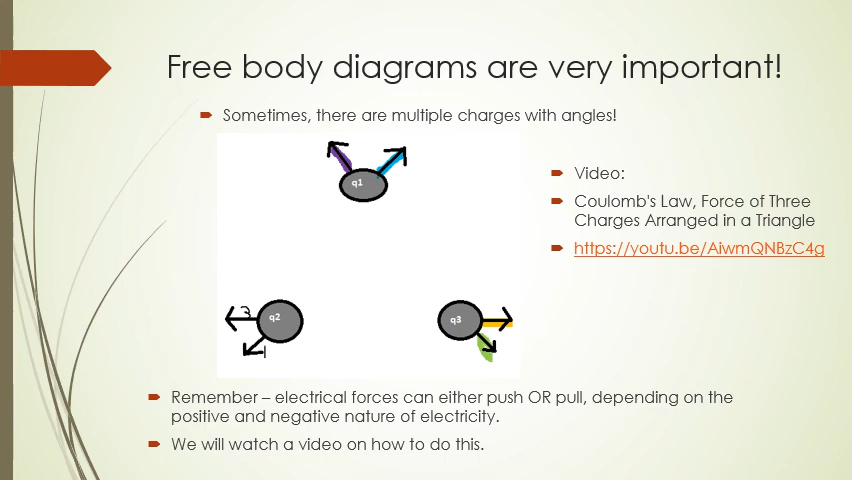 Free body diagrams are very important!
Sometimes, there are multiple charges with angles!
q1
q2
3
1
q3
Video:
Coulomb's Law, Force of Three
Charges Arranged in a Triangle
https://youtu.be/AiwmQNBzC4g
Remember – electrical forces can either push OR pull, depending on the
positive and negative nature of electricity.
We will watch a video on how to do this.